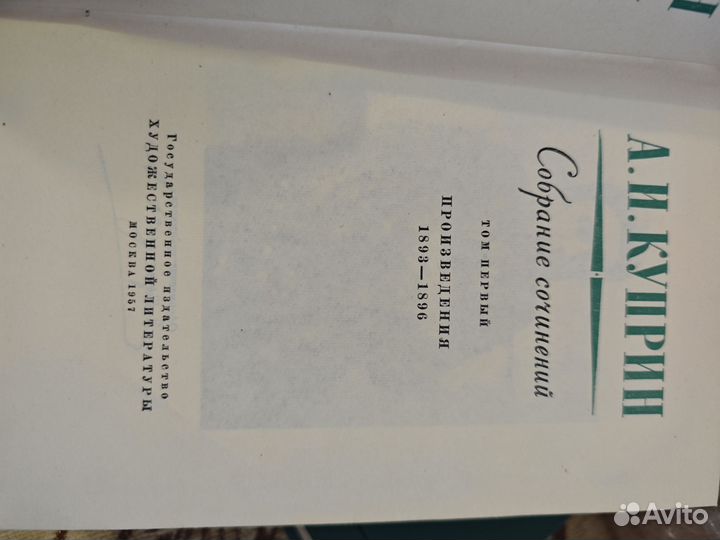 А. И. КУПРИН
Собрание сочинений
ТОМ ПЕРВЫЙ
ПРОИЗВЕДЕНИЯ
1893—1896
Государственное издательство
ХУДОЖЕСТВЕННОЙ ЛИТЕРАТУРЫ
МОСКВА 1957
Avito